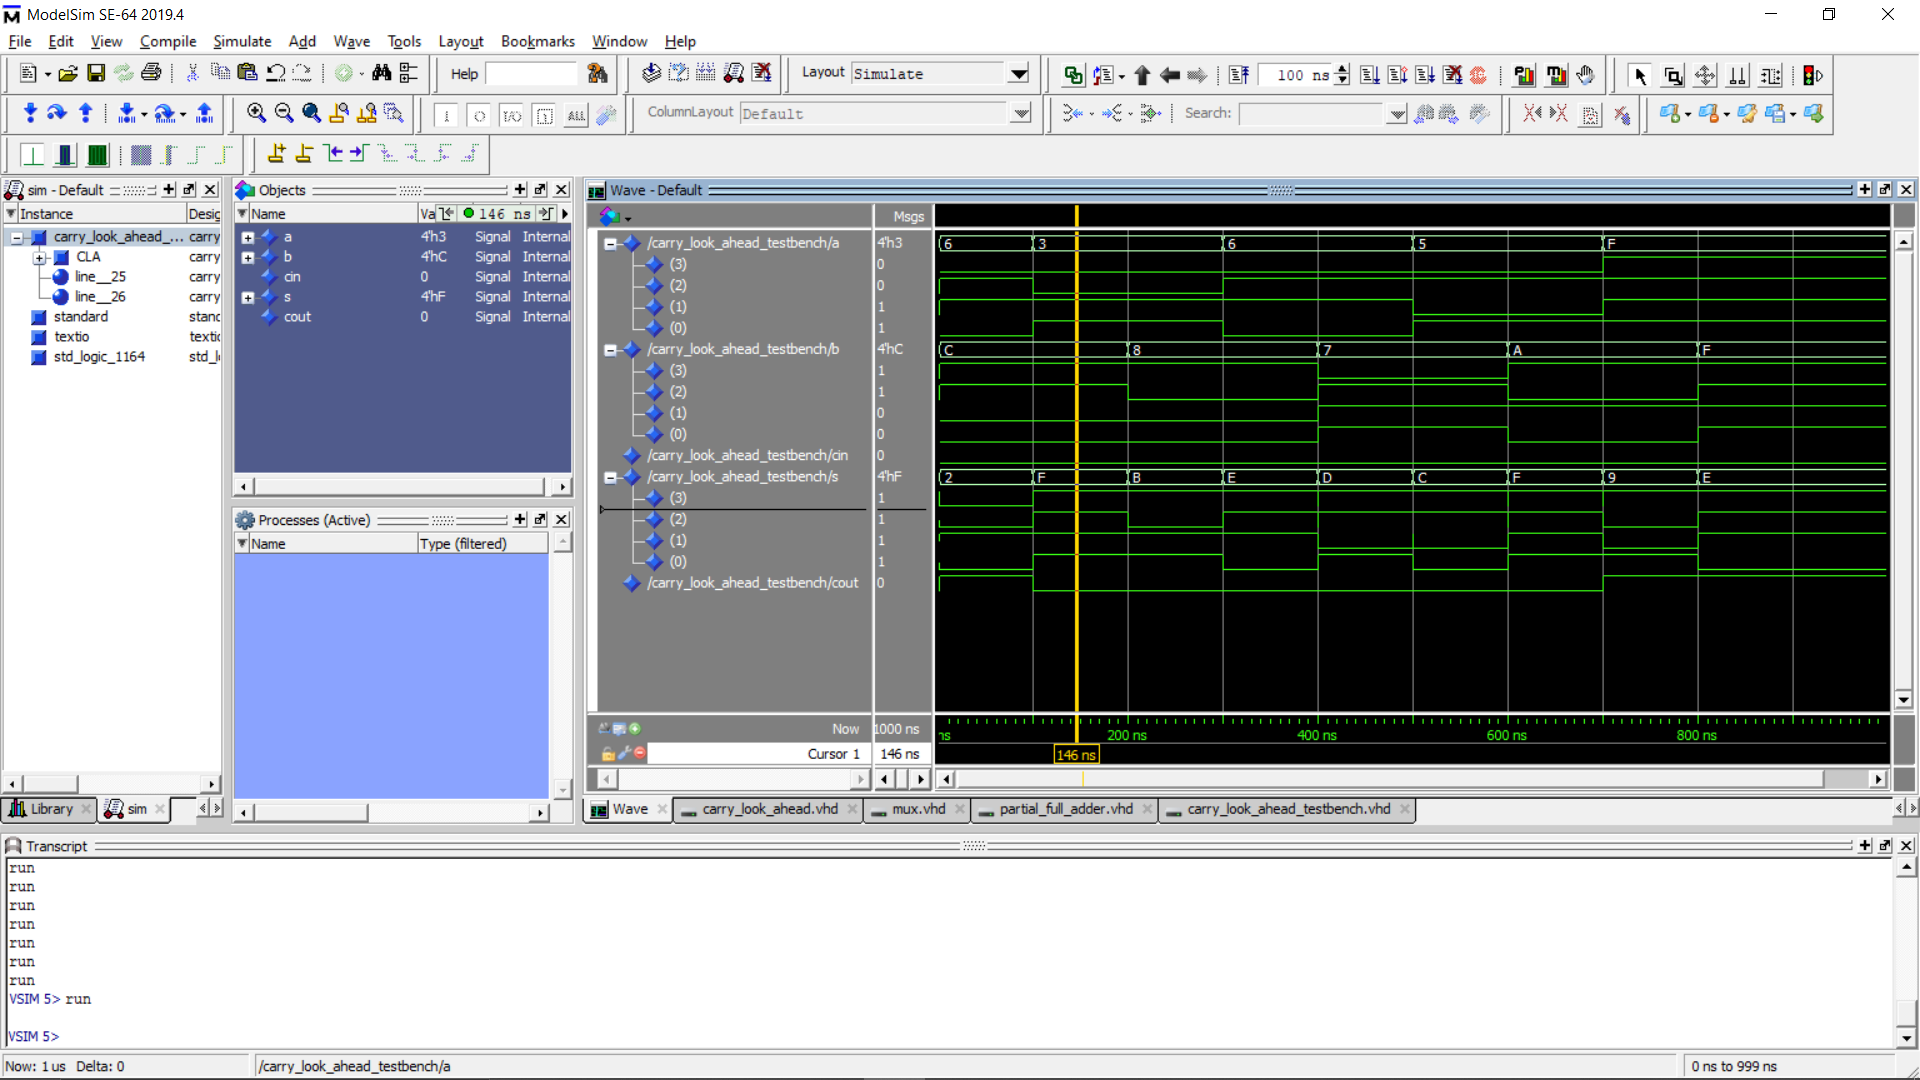 ModelSim SE-64 2019.4
File Edit View Compile Simulate Add Wave Tools Layout Bookmarks Window Help
Help
Layout Simulate
100 ns
ColumnLayout Default
Search:
sim - Default
Instance Desig
carry_look_ahead_... carry
CLA carry
line__25 carry
line__26 carry
standard stanc
textio textic
std_logic_1164 std_l
Library sim
Objects
Name Va 146 ns
a 4'h3 Signal Internal
b 4'hC Signal Internal
cin 0 Signal Internal
s 4'hF Signal Internal
cout 0 Signal Internal
Processes (Active)
Name Type (filtered)
Wave - Default
Msgs
/carry_look_ahead_testbench/a 4'h3 6 3 6 5 F
(3) 0
(2) 0
(1) 1
(0) 1
/carry_look_ahead_testbench/b 4'hC C 8 7 A F
(3) 1
(2) 1
(1) 0
(0) 0
/carry_look_ahead_testbench/cin 0
/carry_look_ahead_testbench/s 4'hF 2 F B E D C F 9 E
(3) 1
(2) 1
(1) 1
(0) 1
/carry_look_ahead_testbench/cout 0
Now 1000 ns ns 200 ns 400 ns 600 ns 800 ns
Cursor 1 146 ns 146 ns
Wave carry_look_ahead.vhd mux.vhd partial_full_adder.vhd carry_look_ahead_testbench.vhd
Transcript
run
run
run
run
run
run
run
VSIM 5> run
VSIM 5>
Now: 1 us Delta: 0 /carry_look_ahead_testbench/a 0 ns to 999 ns